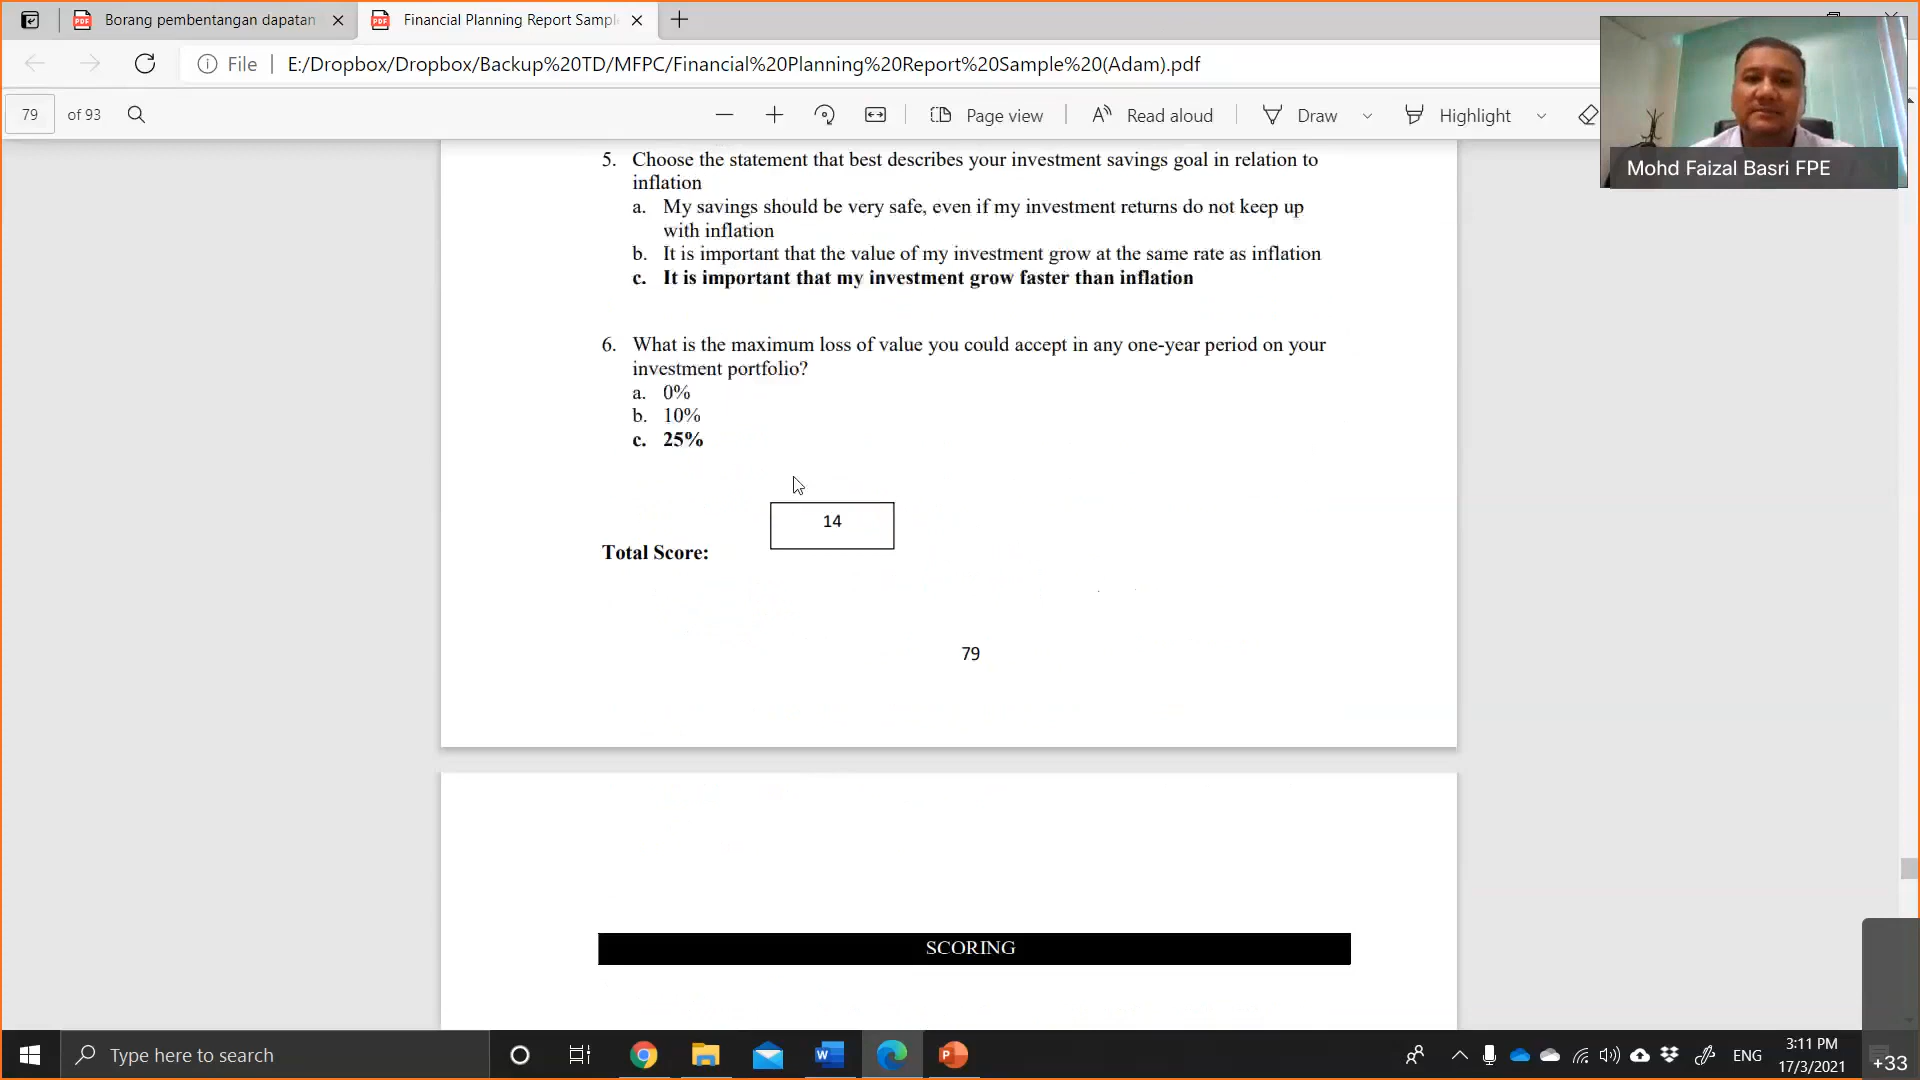 Borang pembentangan dapatan
Financial Planning Report Sampl
File
E:/Dropbox/Dropbox/Backup%20TD/MFPC/Financial%20Planning%20Report%20Sample%20(Adam).pdf
79 of 93
Page view
Read aloud
Draw
Highlight
Mohd Faizal Basri FPE
5. Choose the statement that best describes your investment savings goal in relation to
inflation
a. My savings should be very safe, even if my investment returns do not keep up
with inflation
b. It is important that the value of my investment grow at the same rate as inflation
c. It is important that my investment grow faster than inflation
6. What is the maximum loss of value you could accept in any one-year period on your
investment portfolio?
a. 0%
b. 10%
c. 25%
14
Total Score:
79
SCORING
Type here to search
ENG
3:11 PM
17/3/2021
+33